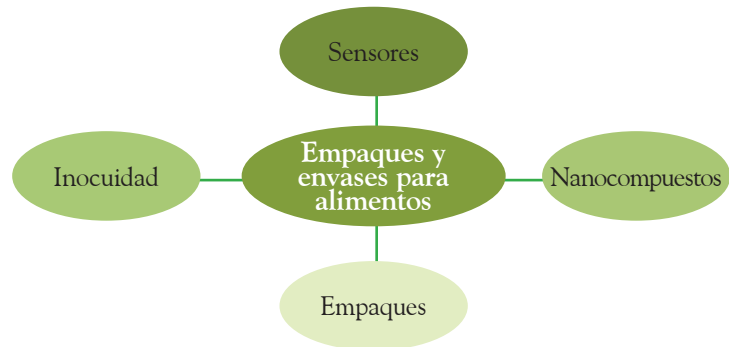 Sensores
Inocuidad
Empaques y
envases para
alimentos
Nanocompuestos
Empaques